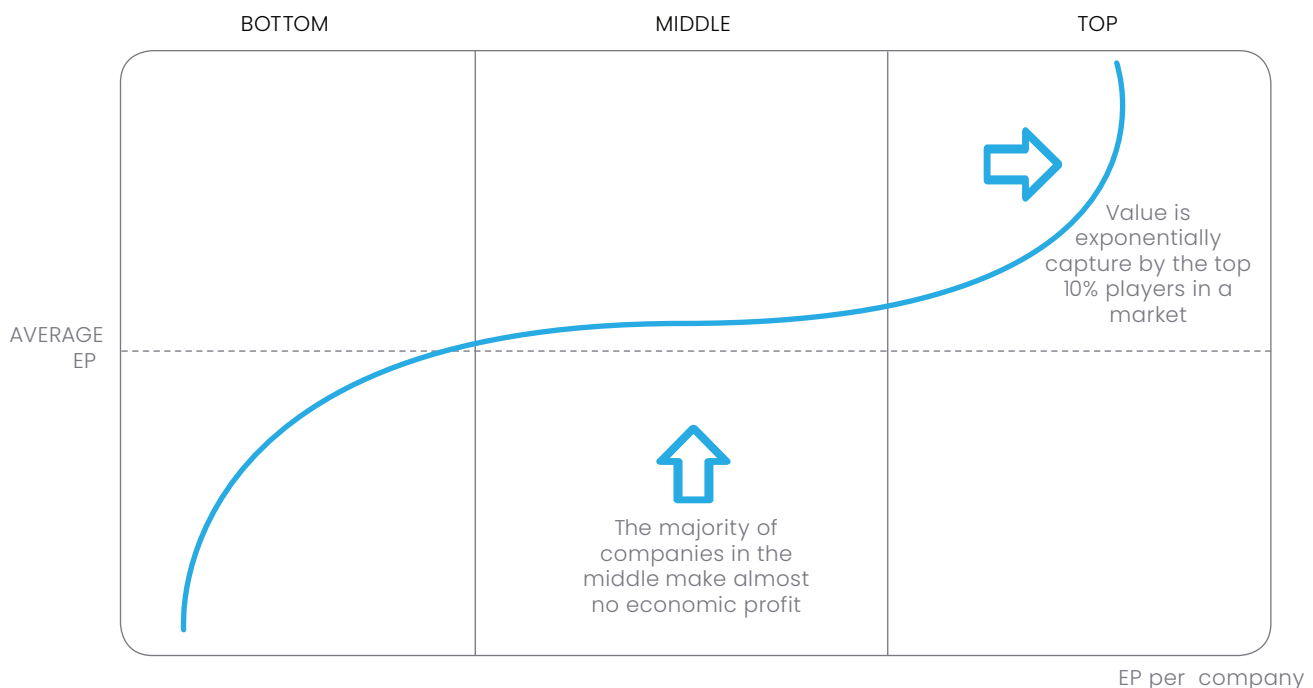 BOTTOM
MIDDLE
TOP
Value is
exponentially
capture by the top
10% players in a
market
AVERAGE
EP
The majority of
companies in the
middle make almost
no economic profit
EP per company